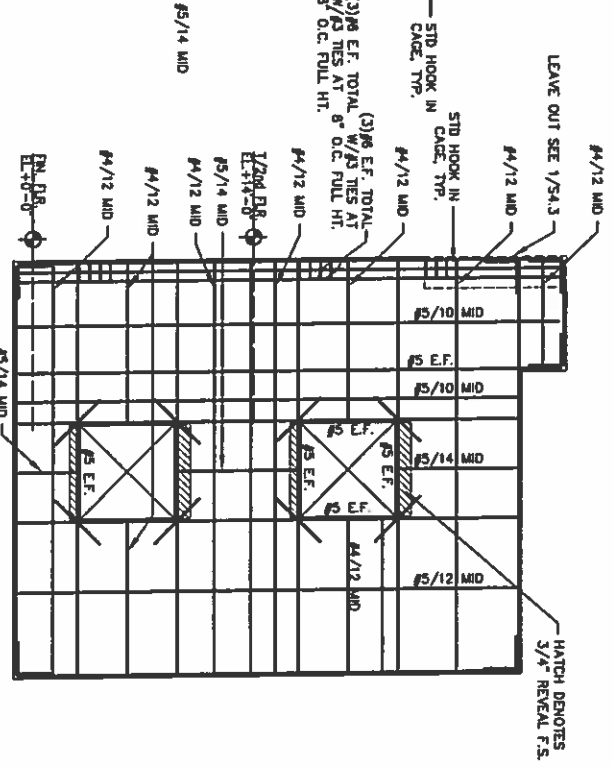 #5/14 MID
STD HOOK IN
CAGE, TYP.
(3)#6 E.F. TOTAL
W/#3 TIES AT
8" O.C. FULL HT.
LEAVE OUT SEE 1/S4.3
STD HOOK IN
CAGE, TYP.
(3)#6 E.F. TOTAL
W/#3 TIES AT
8" O.C. FULL HT.
#4/12 MID
#4/12 MID
#4/12 MID
#4/12 MID
T/2nd FLR.
EL.+14'-0
#5/14 MID
#4/12 MID
#4/12 MID
#4/12 MID
FIN. FLR.
EL.+0'-0
#5/10 MID
#5 E.F.
#5/10 MID
#5 E.F.
#5 E.F.
#5 E.F.
#5/14 MID
#5 E.F.
#5 E.F.
#4/12 MID
#5/12 MID
#5/14 MID
HATCH DENOTES
3/4" REVEAL F.S.